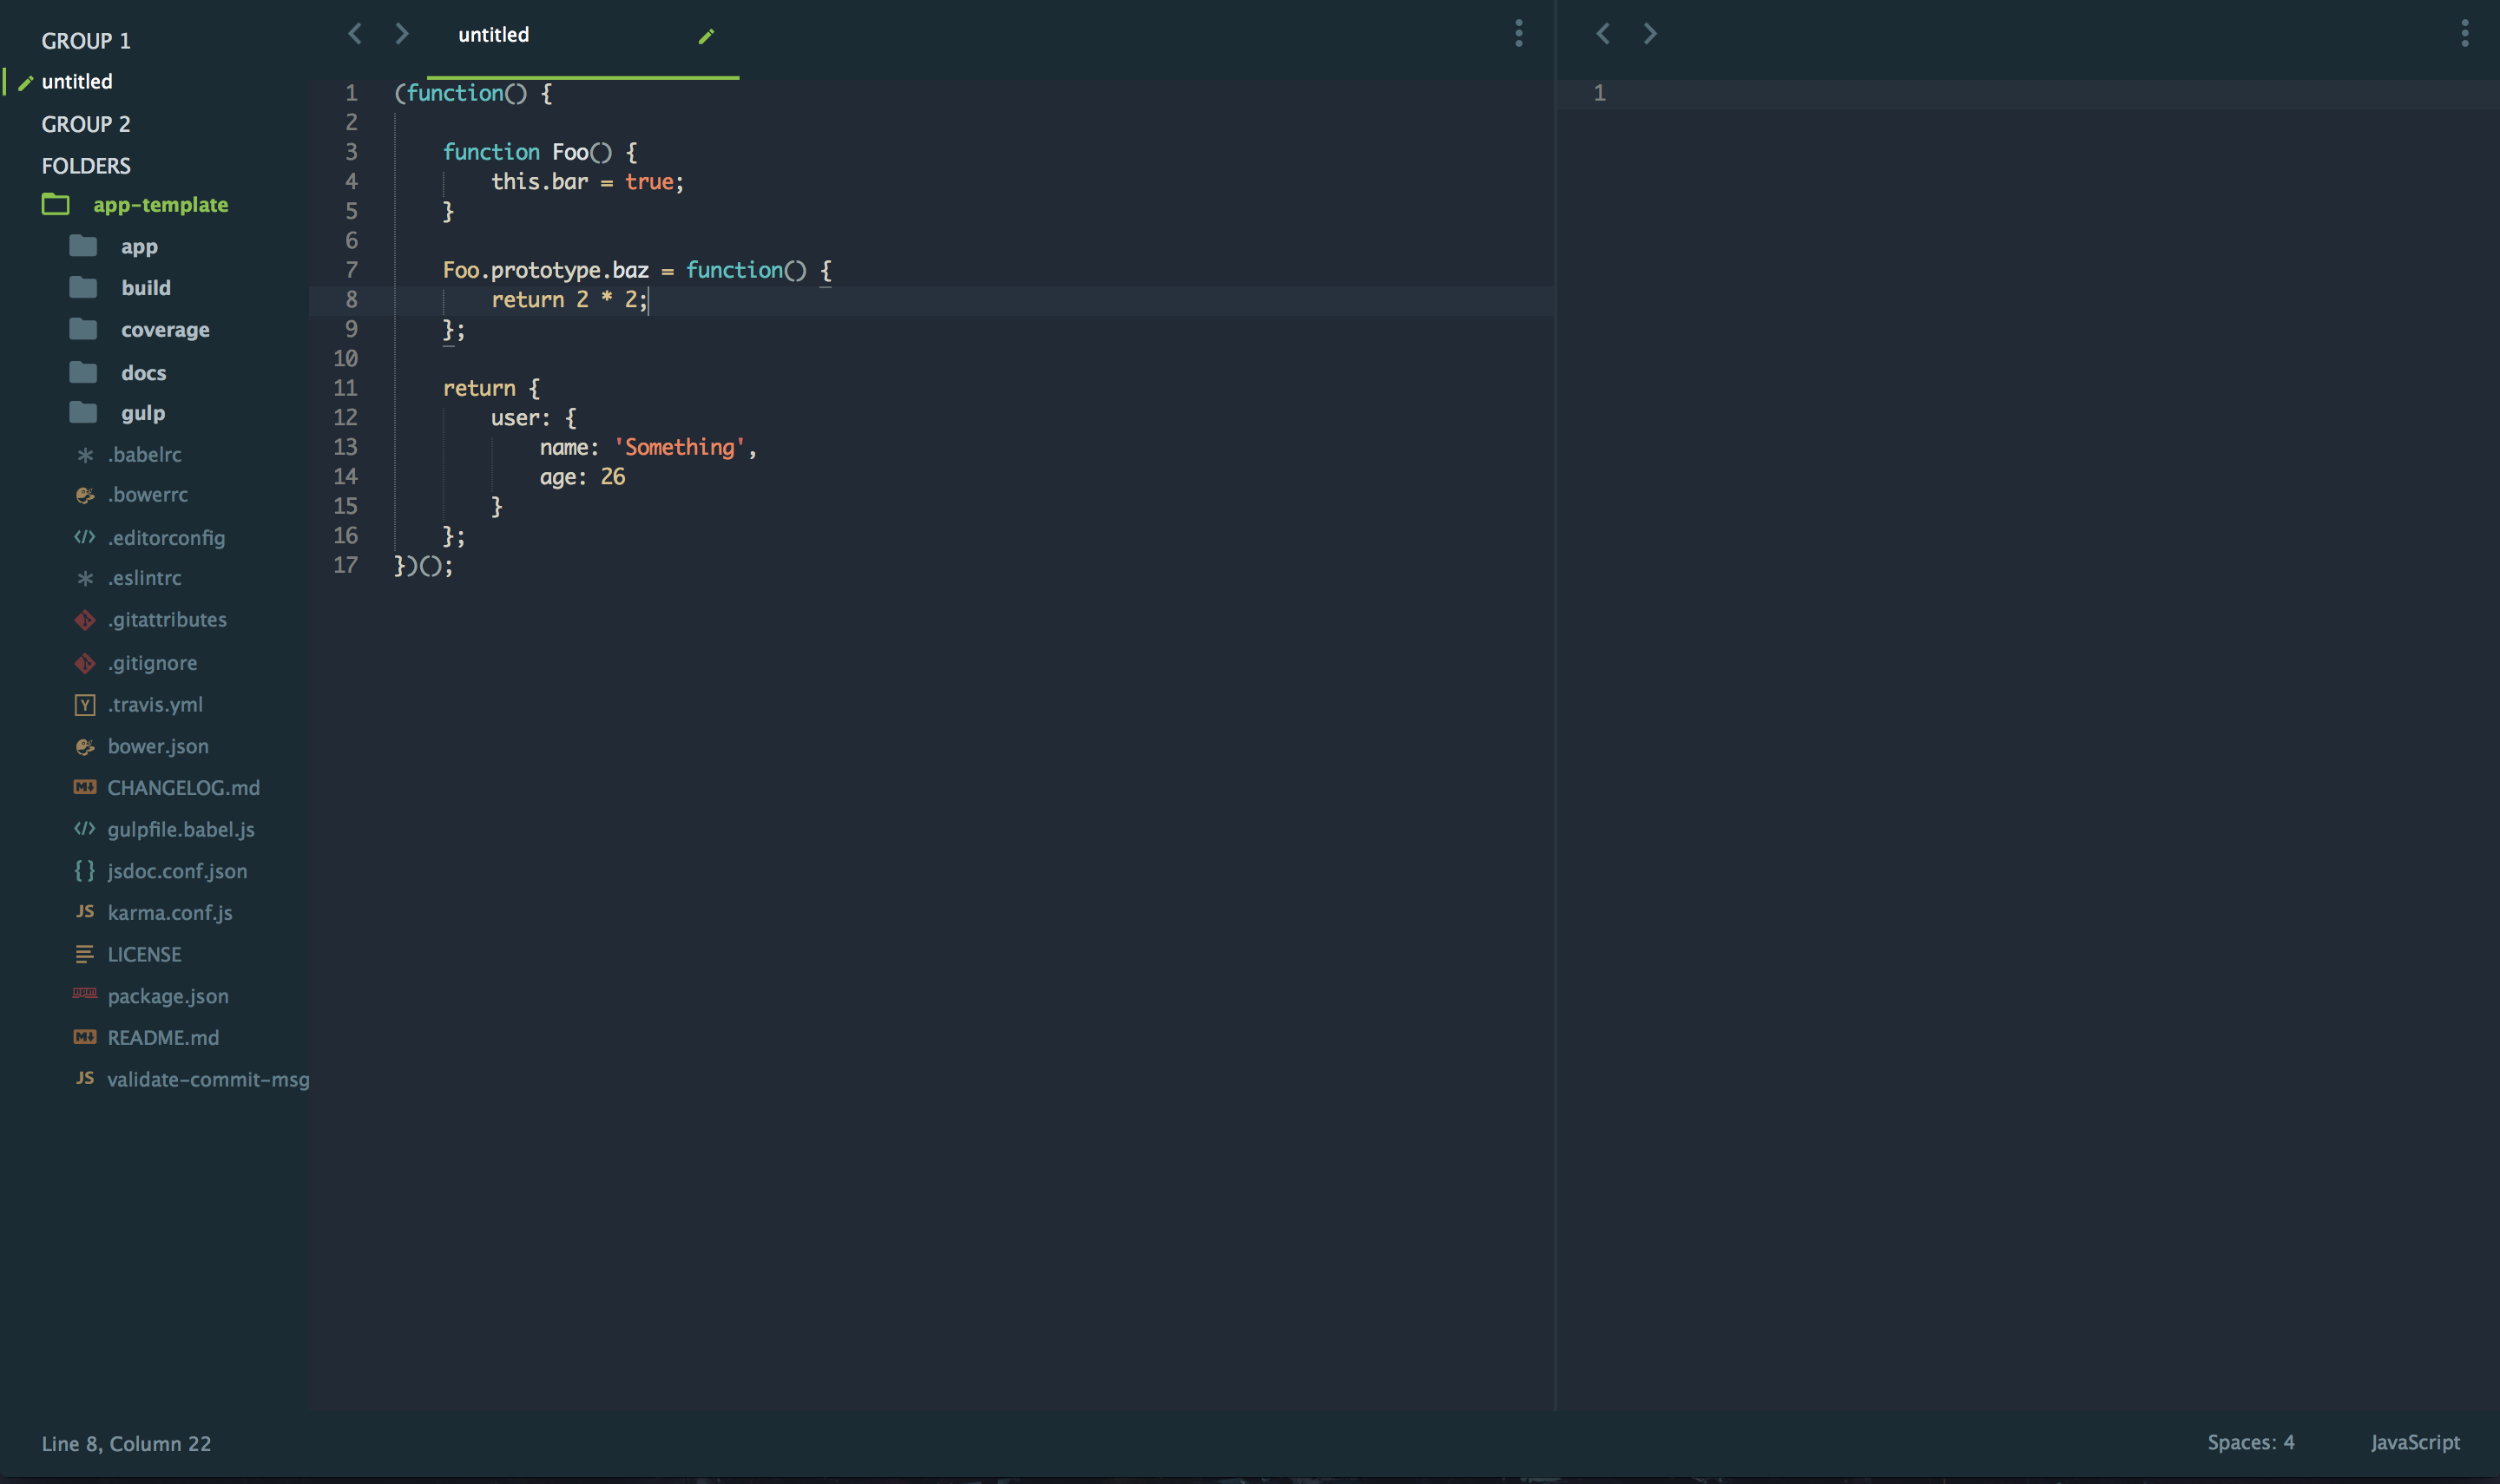 GROUP 1
untitled
GROUP 2
FOLDERS
app-template
app
build
coverage
docs
gulp
.babelrc
.bowerrc
</> .editorconfig
.eslintrc
.gitattributes
.gitignore
Y .travis.yml
bower.json
CHANGELOG.md
</> gulpfile.babel.js
{ } jsdoc.conf.json
JS karma.conf.js
LICENSE
package.json
README.md
JS validate-commit-msg
untitled
1 (function() {
2
3     function Foo() {
4         this.bar = true;
5     }
6
7     Foo.prototype.baz = function() {
8         return 2 * 2;
9     };
10
11     return {
12         user: {
13             name: 'Something',
14             age: 26
15         }
16     };
17 })();
1
Line 8, Column 22
Spaces: 4
JavaScript